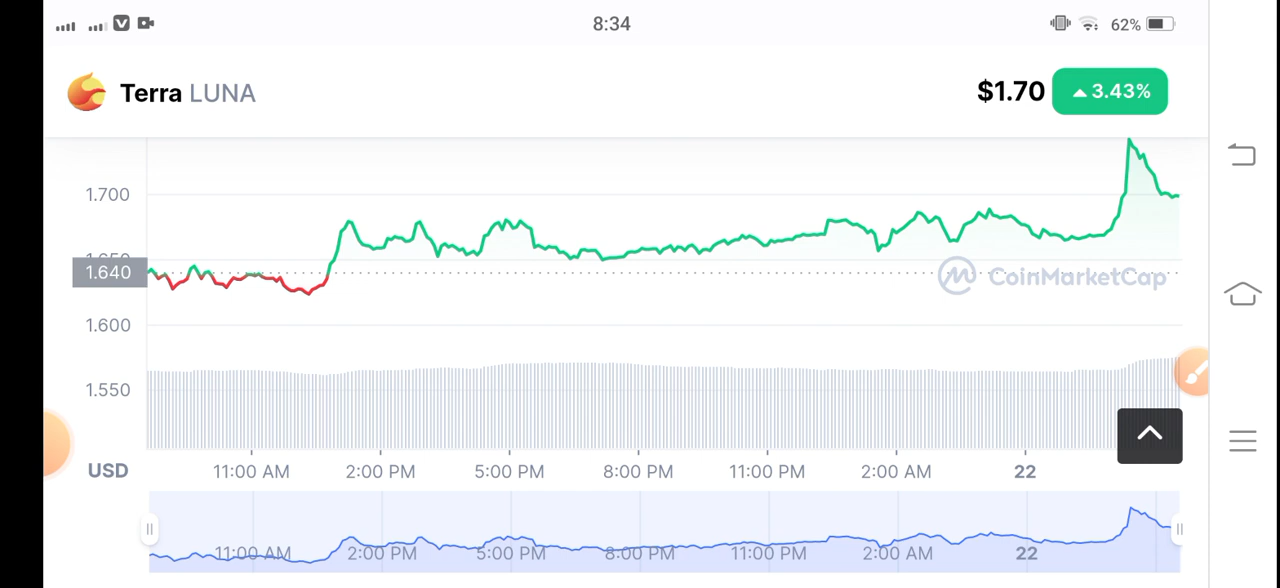 8:34
62%
Terra LUNA
$1.70
3.43%
1.700
1.640
CoinMarketCap
1.600
1.550
USD
11:00 AM 2:00 PM 5:00 PM 8:00 PM 11:00 PM 2:00 AM 22
11:00 AM 2:00 PM 5:00 PM 8:00 PM 11:00 PM 2:00 AM 22